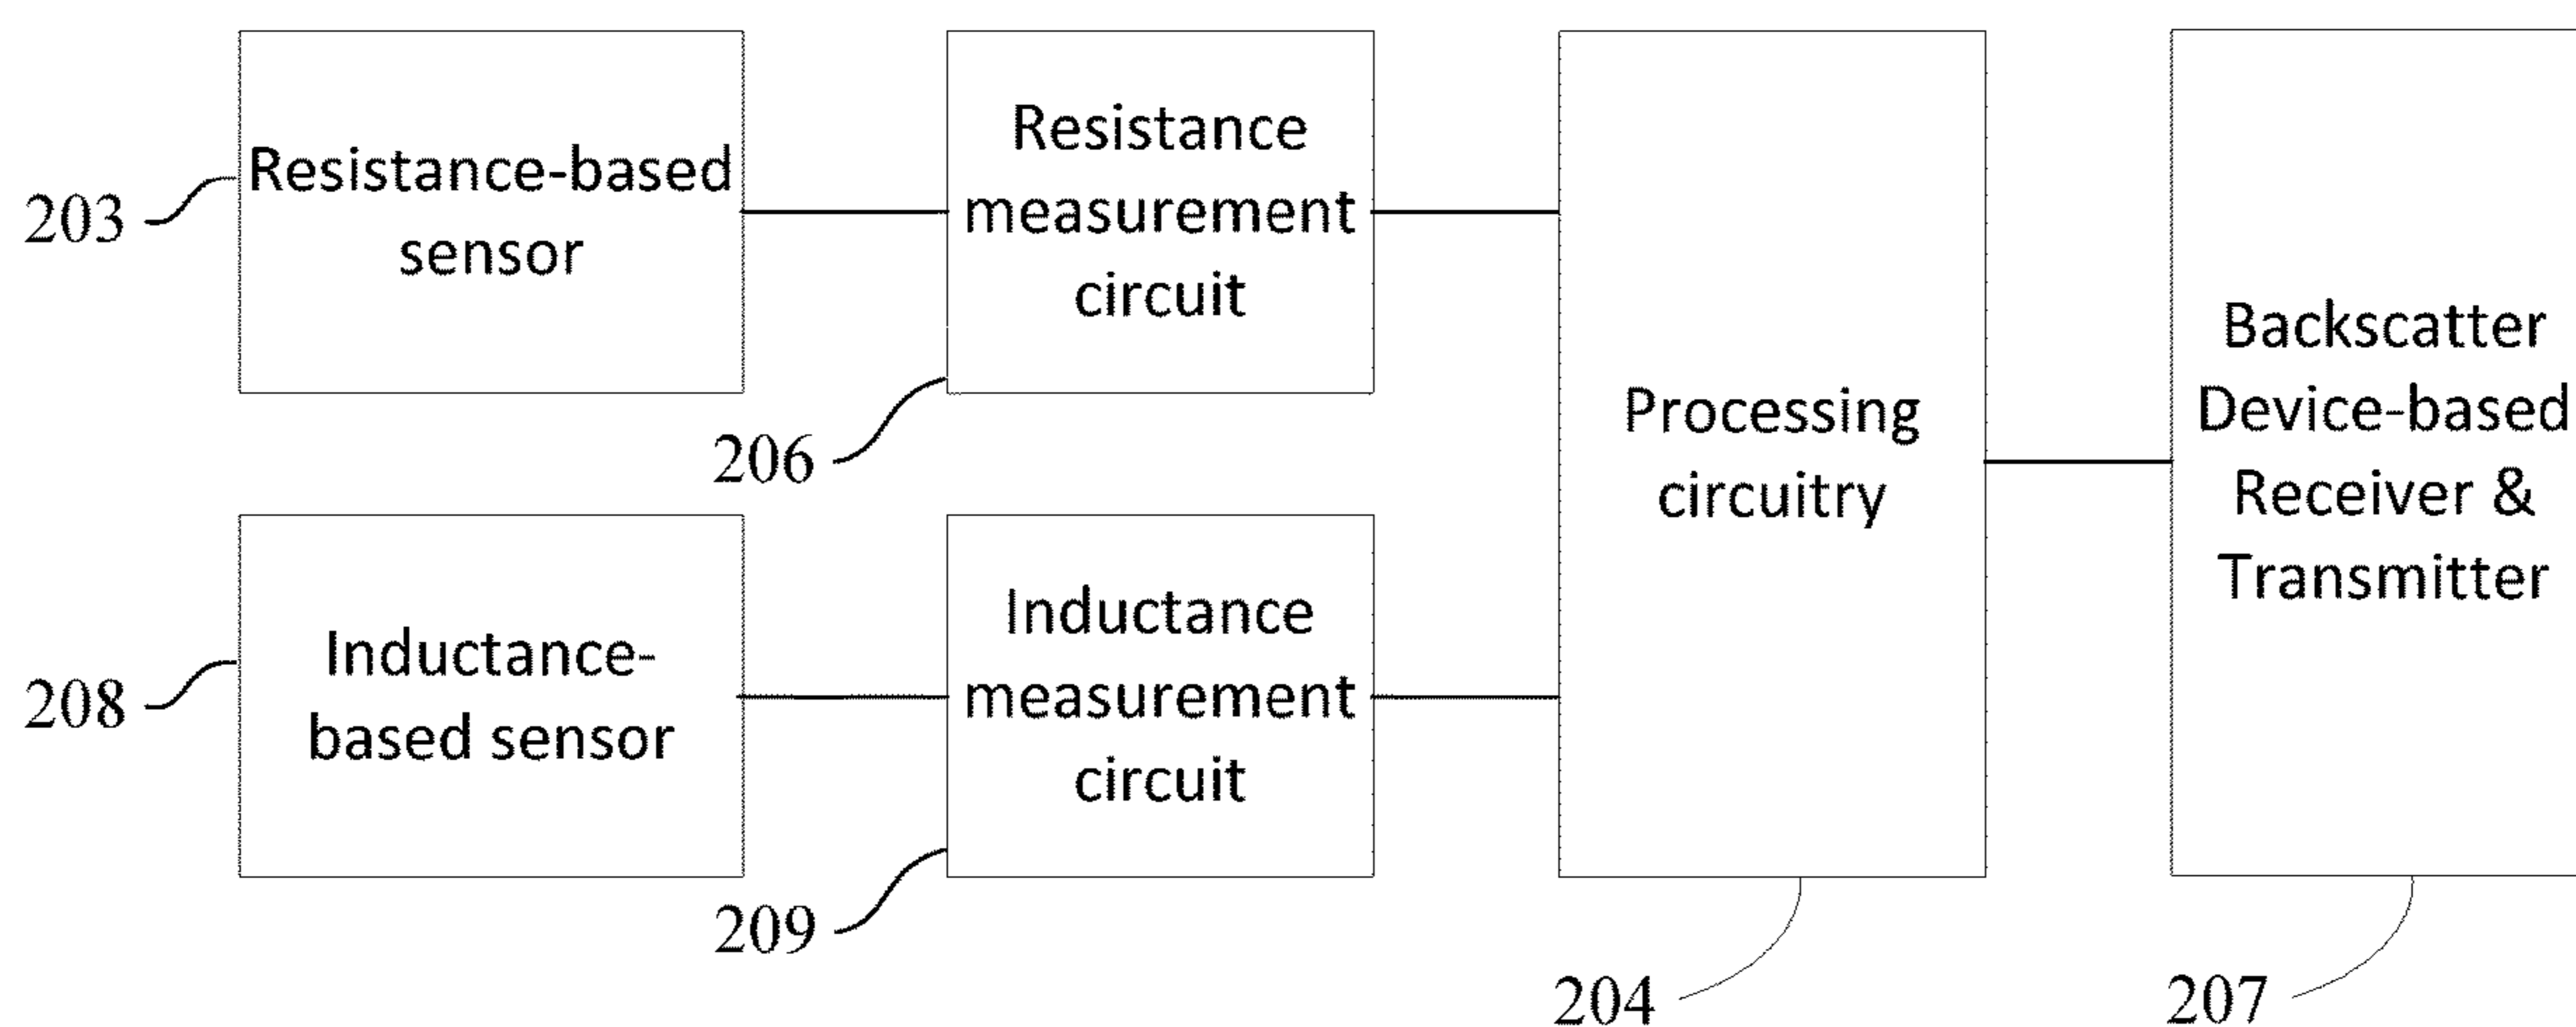 203
Resistance-based
sensor
206
Resistance
measurement
circuit
208
Inductance-
based sensor
209
Inductance
measurement
circuit
Processing
circuitry
204
Backscatter
Device-based
Receiver &
Transmitter
207